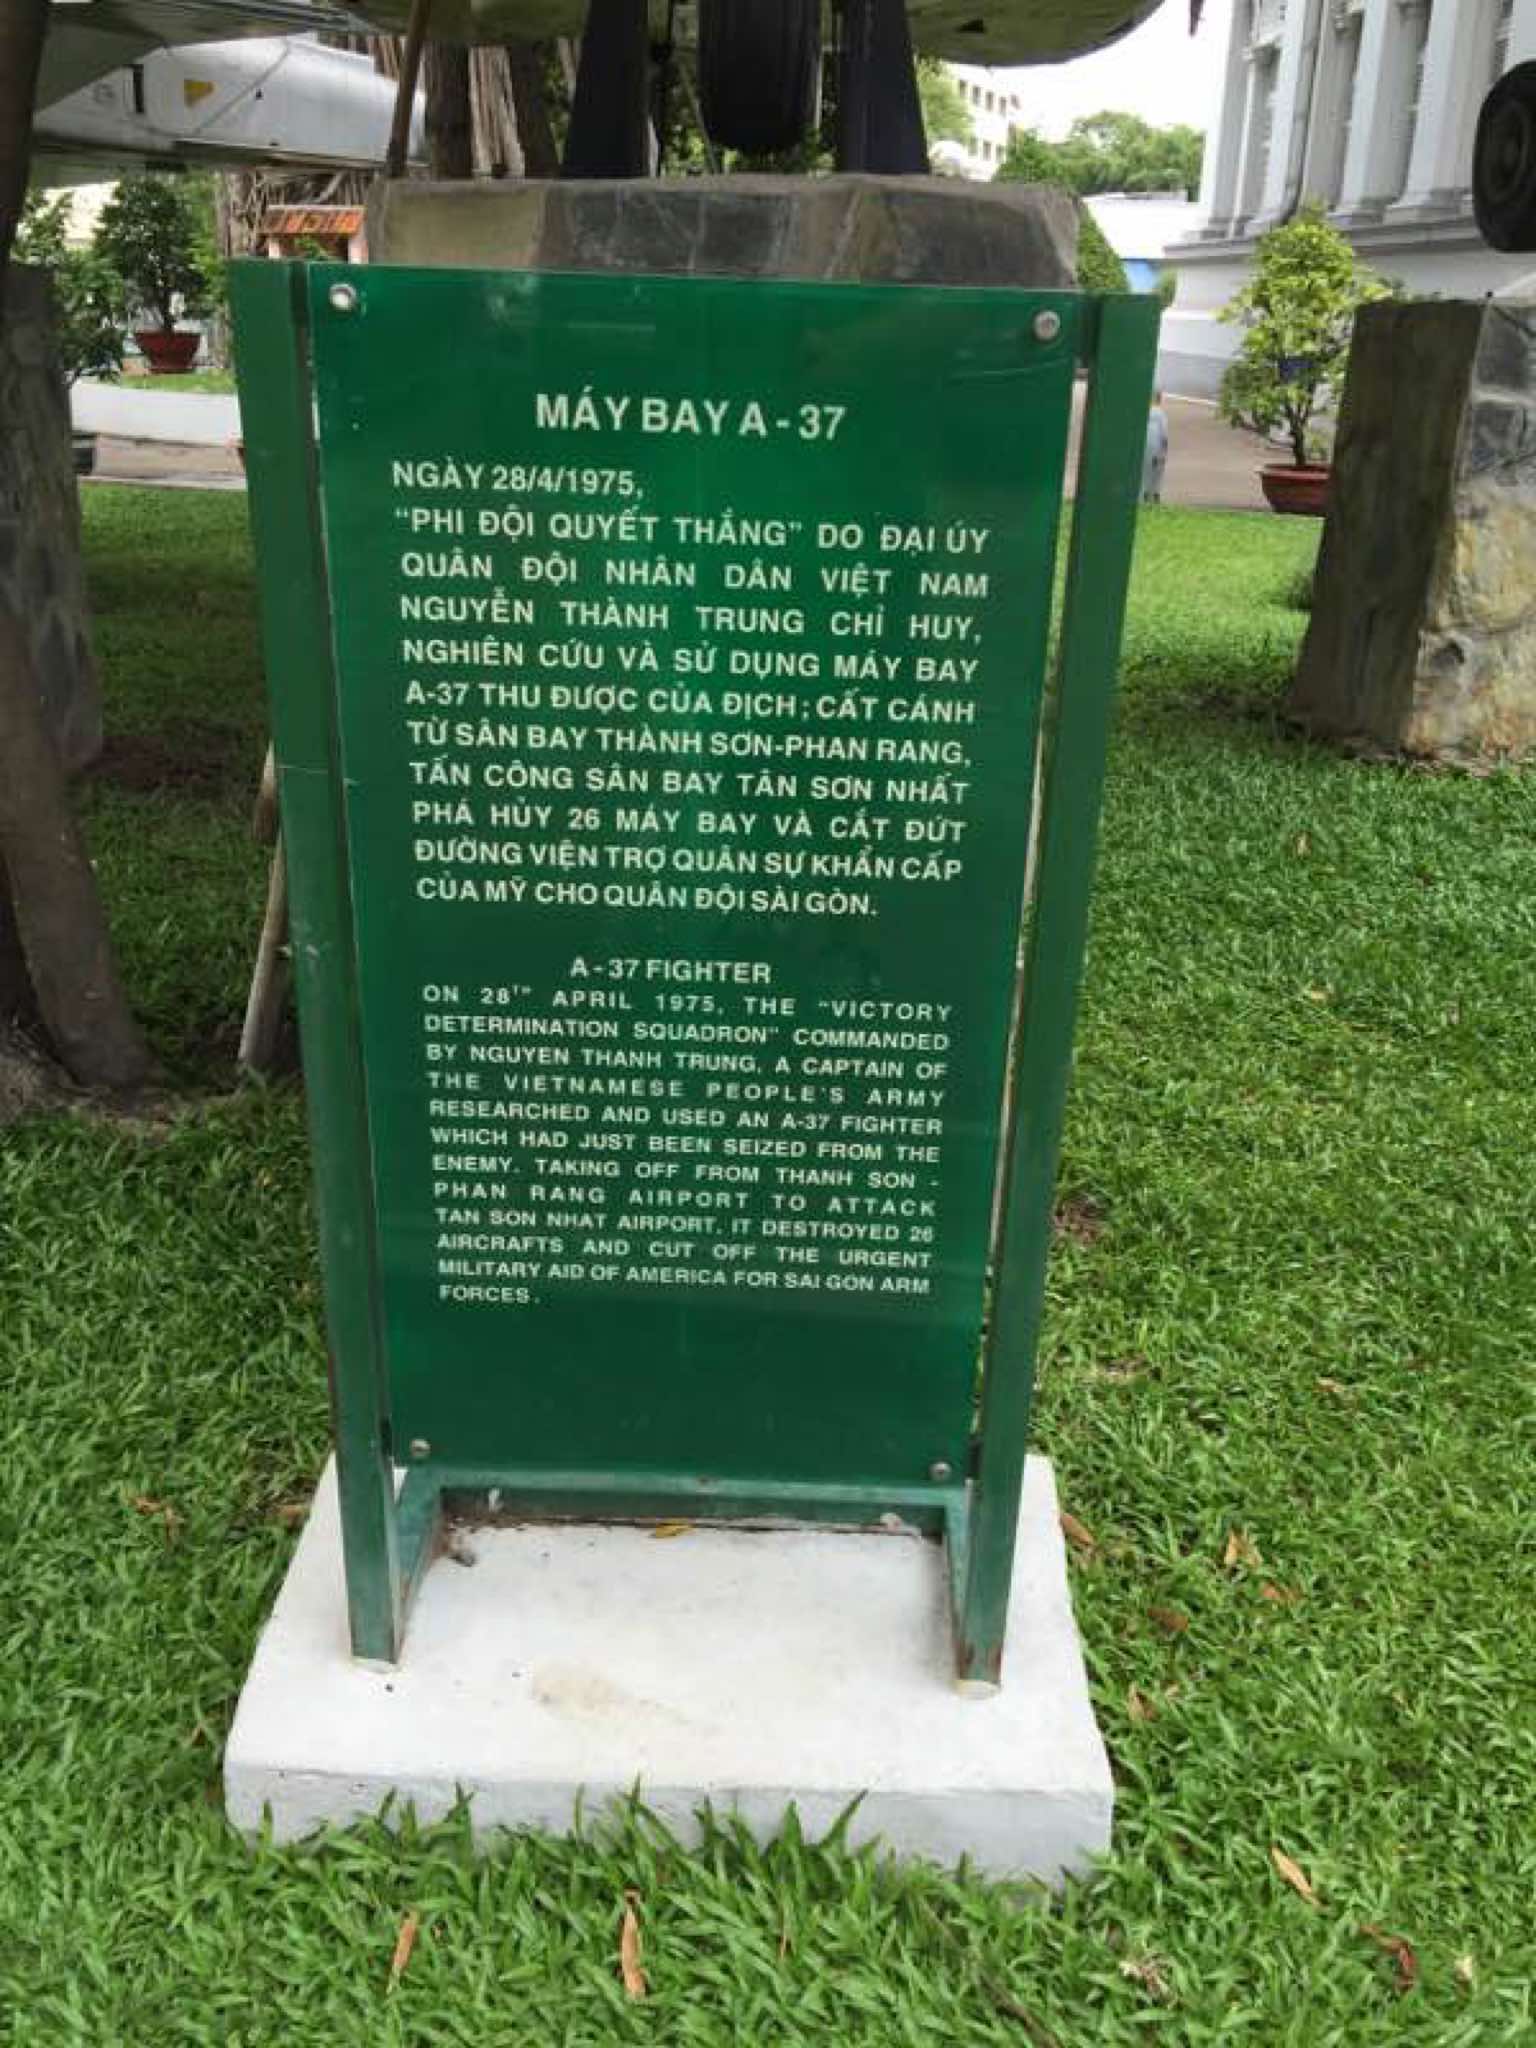 MÁY BAY A - 37
NGÀY 28/4/1975,
“PHI ĐỘI QUYẾT THẮNG” DO ĐẠI ÚY
QUÂN ĐỘI NHÂN DÂN VIỆT NAM
NGUYỄN THÀNH TRUNG CHỈ HUY,
NGHIÊN CỨU VÀ SỬ DỤNG MÁY BAY
A-37 THU ĐƯỢC CỦA ĐỊCH; CẤT CÁNH
TỪ SÂN BAY THÀNH SƠN-PHAN RANG,
TẤN CÔNG SÂN BAY TÂN SƠN NHẤT
PHÁ HỦY 26 MÁY BAY VÀ CẮT ĐỨT
ĐƯỜNG VIỆN TRỢ QUÂN SỰ KHẨN CẤP
CỦA MỸ CHO QUÂN ĐỘI SÀI GÒN.
A - 37 FIGHTER
ON 28TH APRIL 1975, THE “VICTORY
DETERMINATION SQUADRON” COMMANDED
BY NGUYEN THANH TRUNG, A CAPTAIN OF
THE VIETNAMESE PEOPLE'S ARMY
RESEARCHED AND USED AN A-37 FIGHTER
WHICH HAD JUST BEEN SEIZED FROM THE
ENEMY. TAKING OFF FROM THANH SON -
PHAN RANG AIRPORT TO ATTACK
TAN SON NHAT AIRPORT, IT DESTROYED 26
AIRCRAFTS AND CUT OFF THE URGENT
MILITARY AID OF AMERICA FOR SAI GON ARM
FORCES.